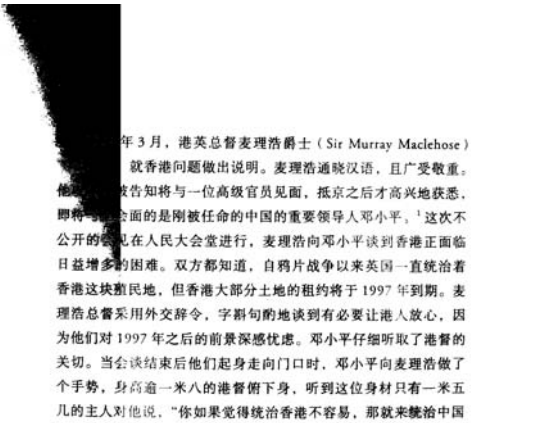 年 3 月，港英总督麦理浩爵士（Sir Murray Maclehose）
就香港问题做出说明。麦理浩通晓汉语，且广受敬重。
他 被告知将与一位高级官员见面，抵京之后才高兴地获悉，
即将 会面的是刚被任命的中国的重要领导人邓小平。¹ 这次不
公开的会见在人民大会堂进行，麦理浩向邓小平谈到香港正面临
日益增多的困难。双方都知道，自鸦片战争以来英国一直统治着
香港这块殖民地，但香港大部分土地的租约将于 1997 年到期。麦
理浩总督采用外交辞令，字斟句酌地谈到有必要让港人放心，因
为他们对 1997 年之后的前景深感忧虑。邓小平仔细听取了港督的
关切。当会谈结束后他们起身走向门口时，邓小平向麦理浩做了
个手势，身高逾一米八的港督俯下身，听到这位身材只有一米五
几的主人对他说，“你如果觉得统治香港不容易，那就来统治中国